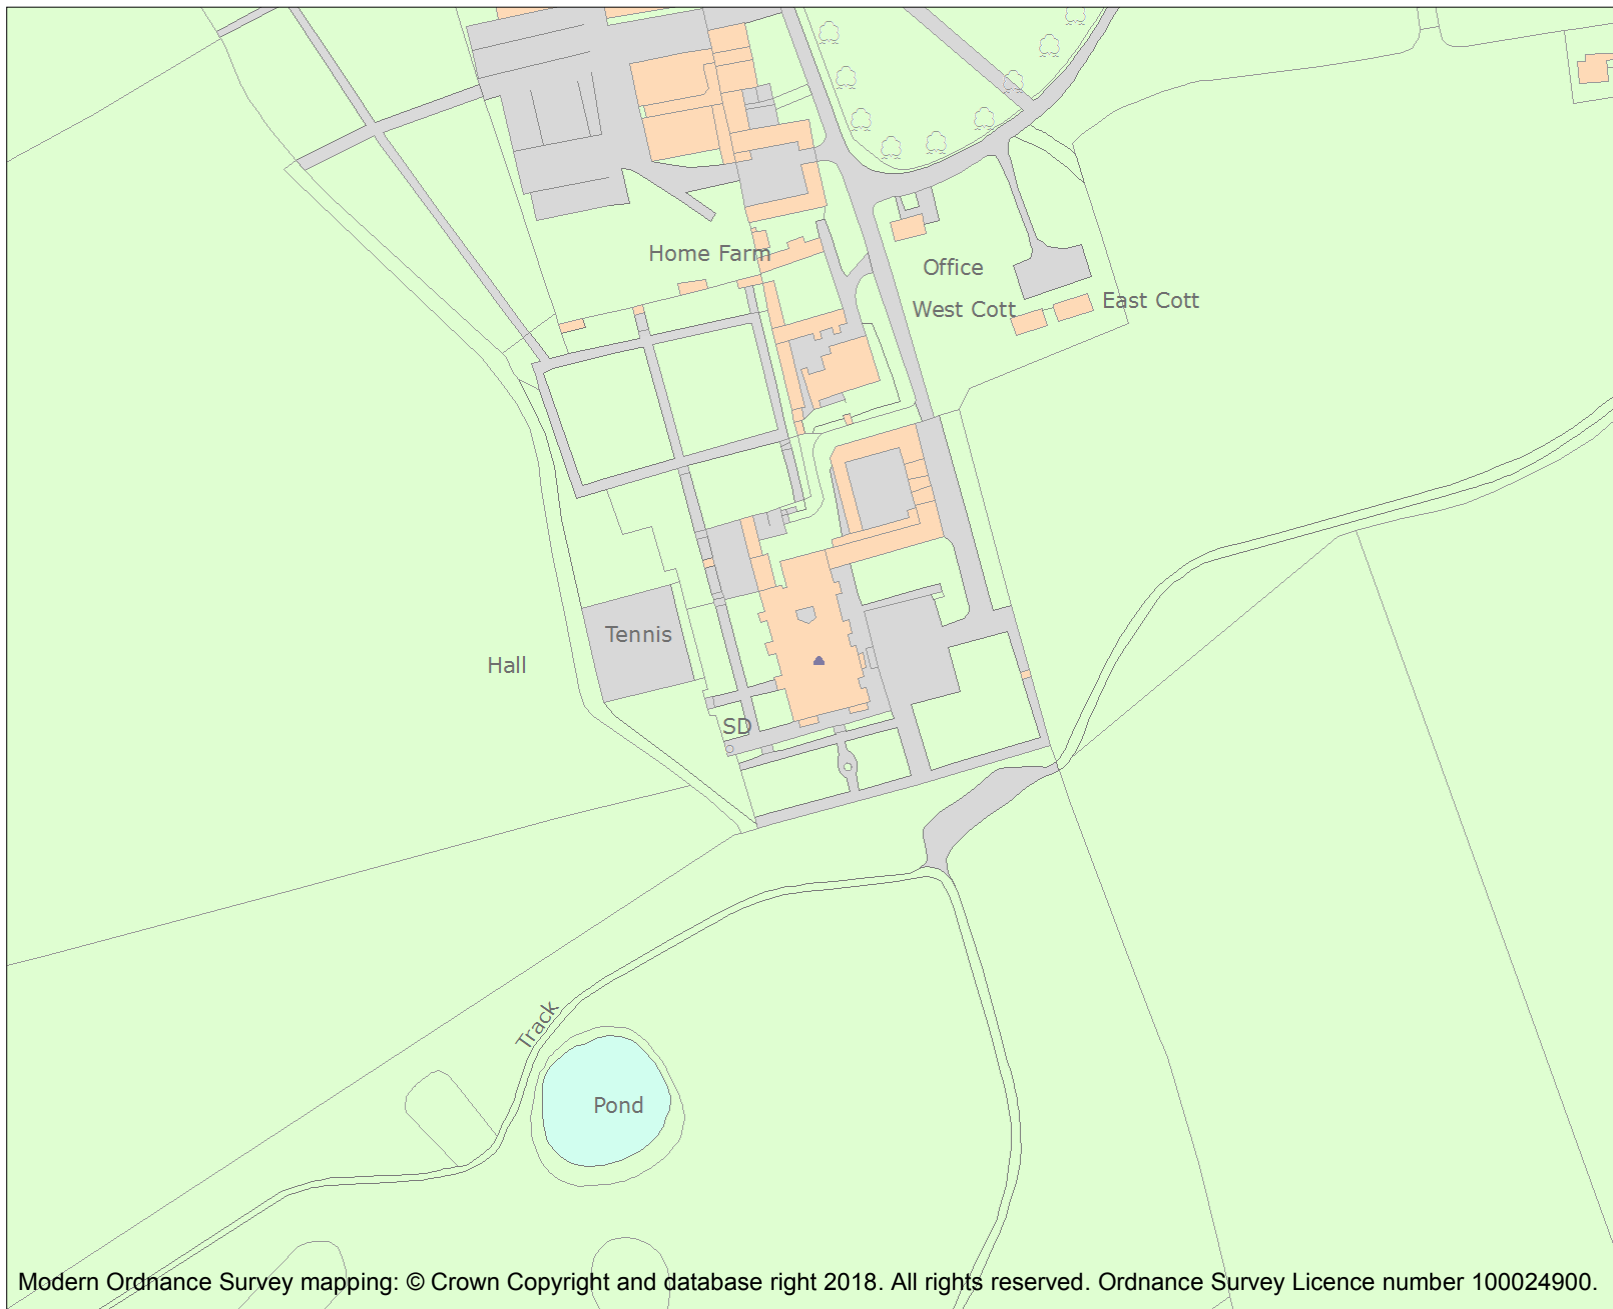 Home Farm
Office
West Cott
East Cott
Tennis
Hall
SD
Track
Pond
Modern Ordnance Survey mapping: © Crown Copyright and database right 2018. All rights reserved. Ordnance Survey Licence number 100024900.